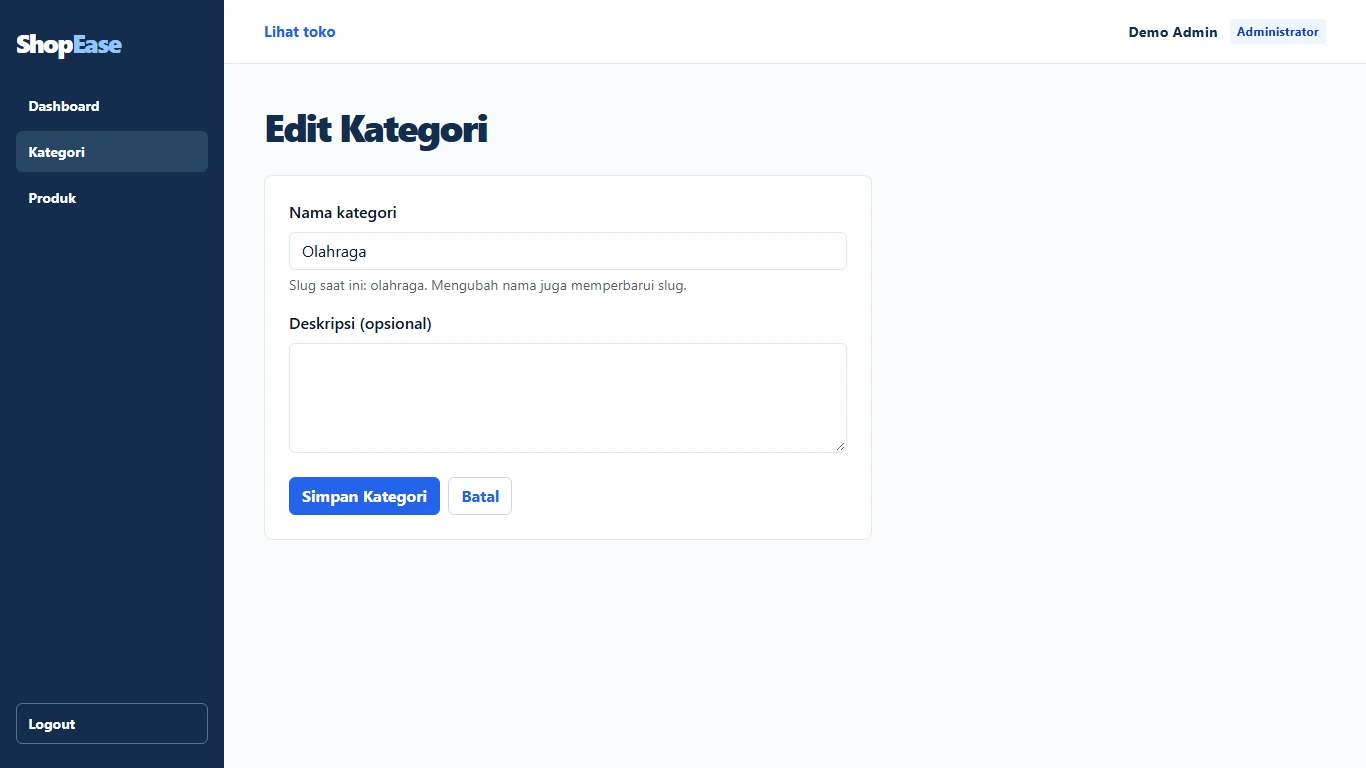 ShopEase
Lihat toko
Demo Admin Administrator
Dashboard
Kategori
Produk
Edit Kategori
Nama kategori
Olahraga
Slug saat ini: olahraga. Mengubah nama juga memperbarui slug.
Deskripsi (opsional)
Simpan Kategori Batal
Logout